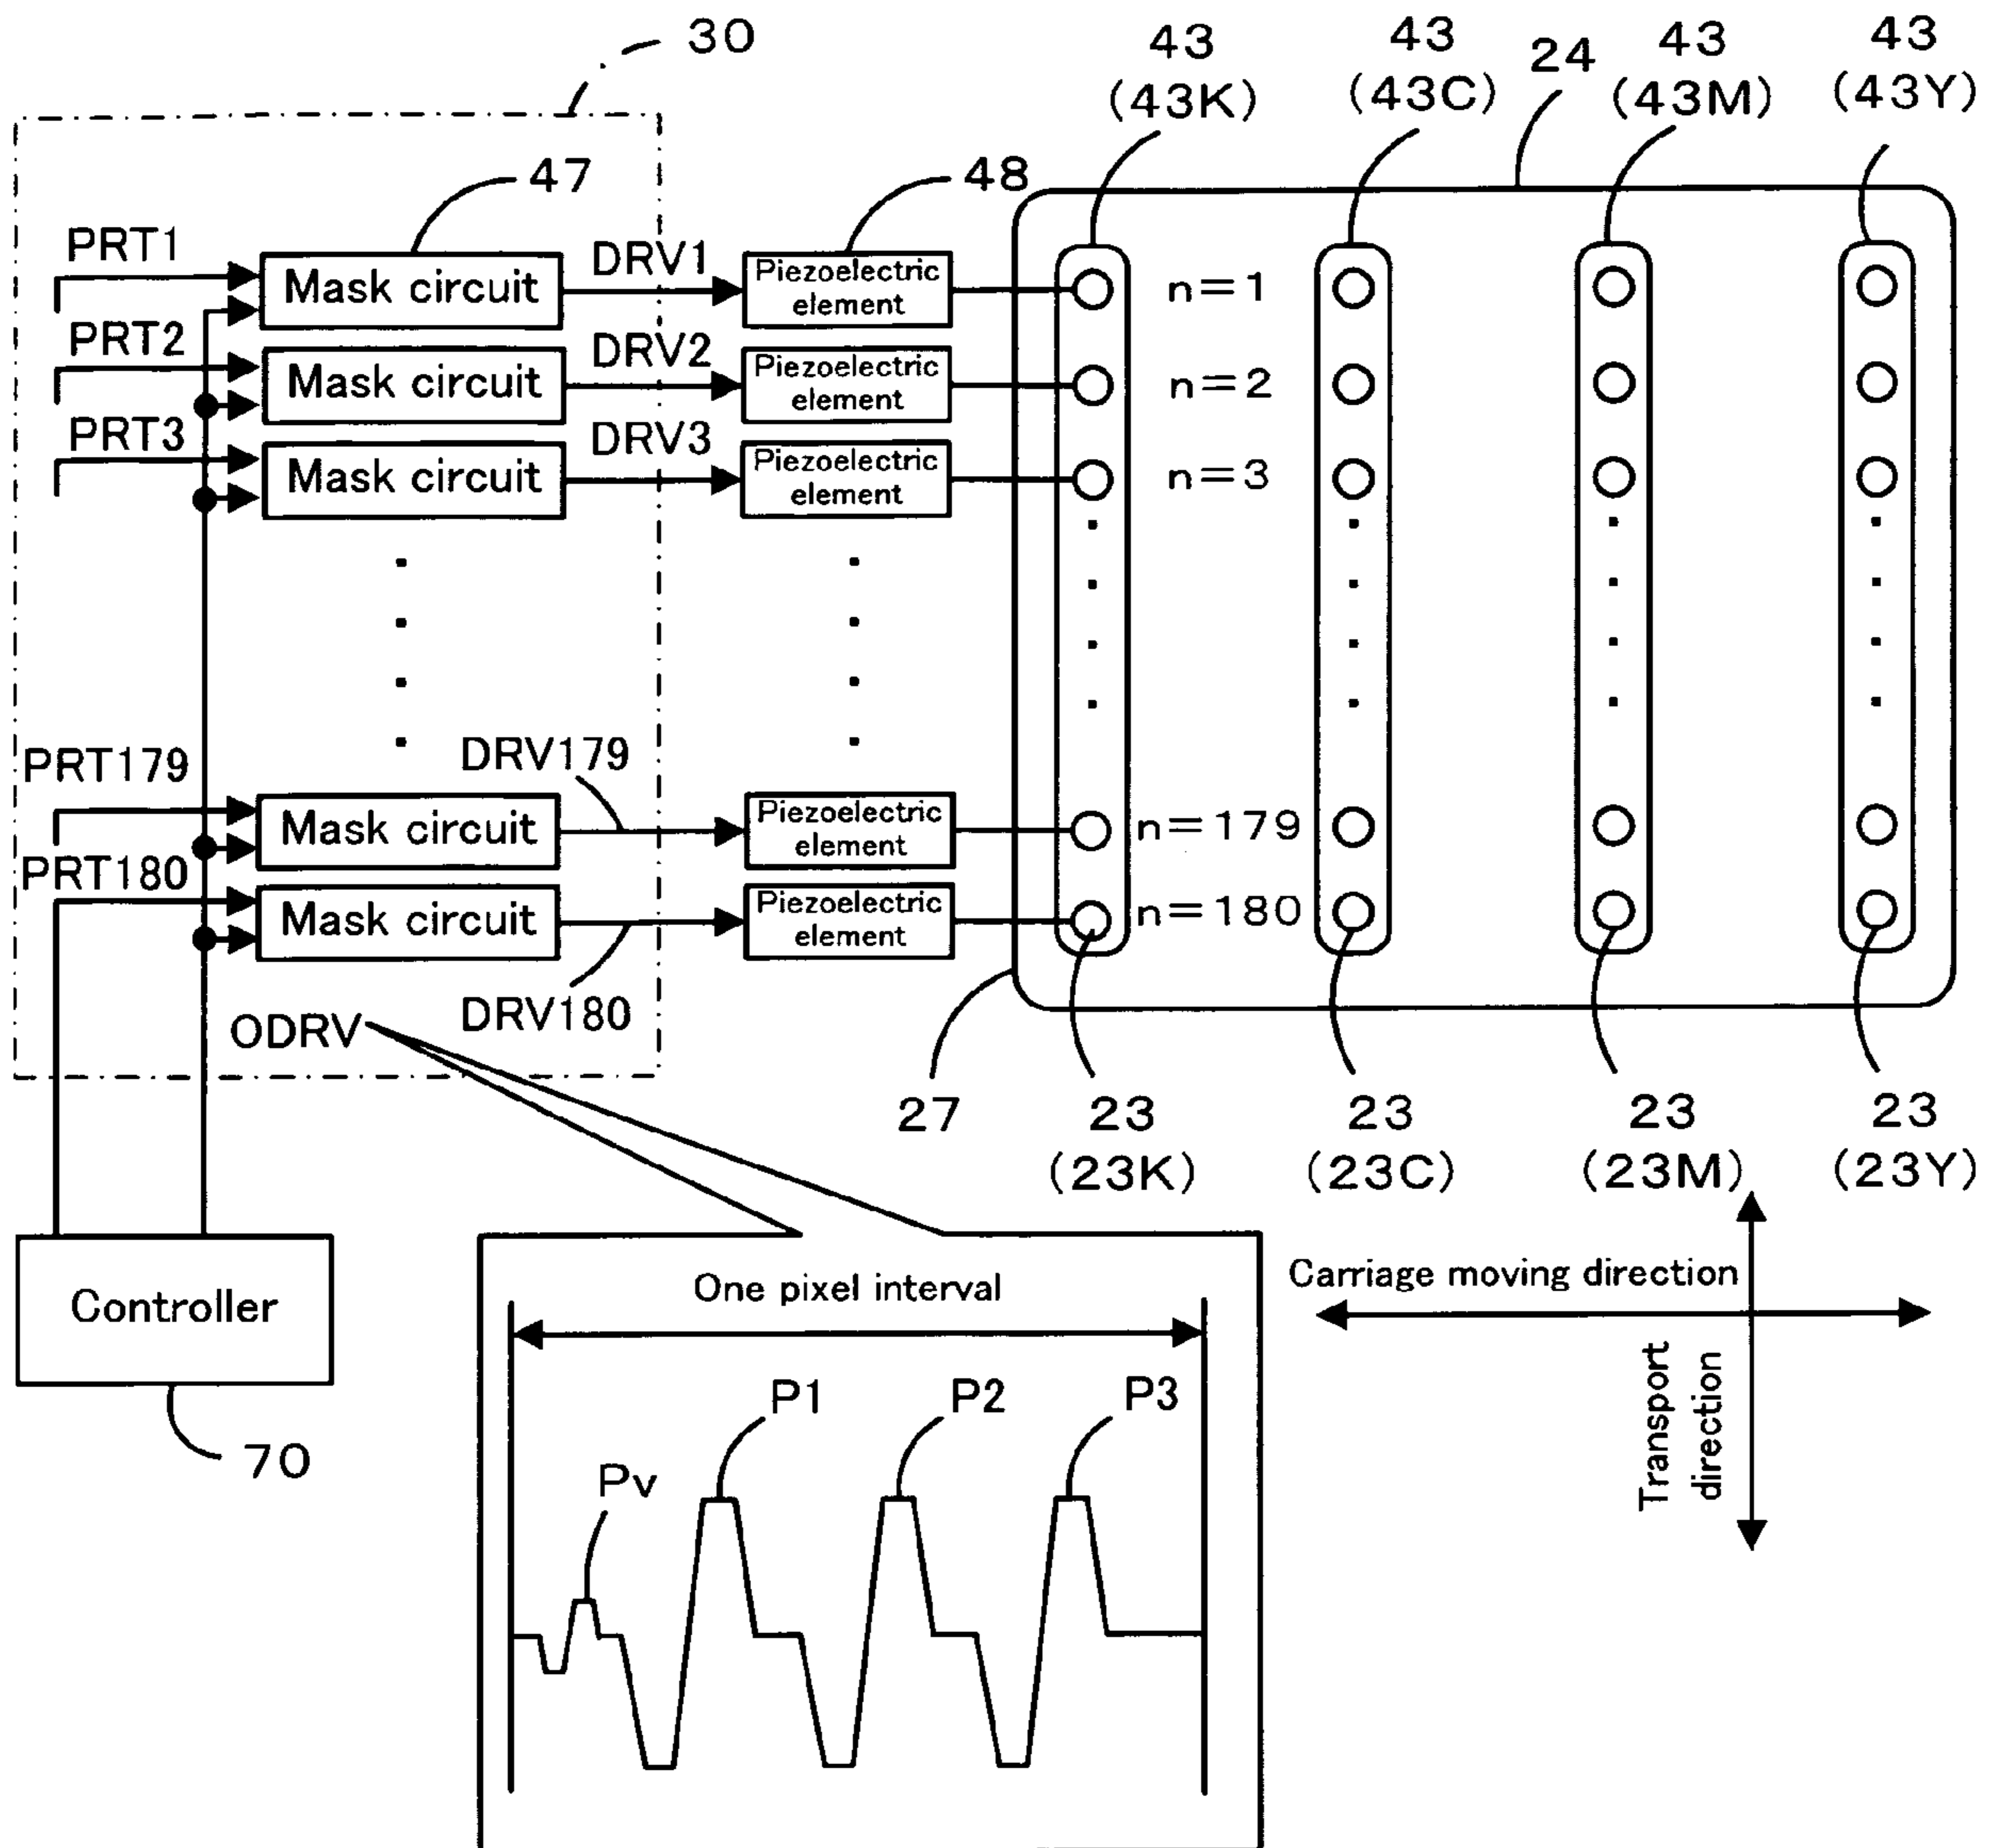 30
43
(43K)
43
(43C)
24
43
(43M)
43
(43Y)
47
48
PRT1
Mask circuit
DRV1
Piezoelectric
element
n=1
PRT2
Mask circuit
DRV2
Piezoelectric
element
n=2
PRT3
Mask circuit
DRV3
Piezoelectric
element
n=3
PRT179
Mask circuit
DRV179
Piezoelectric
element
n=179
PRT180
Mask circuit
DRV180
Piezoelectric
element
n=180
ODRV
27
23
(23K)
23
(23C)
23
(23M)
23
(23Y)
Controller
70
One pixel interval
Pv
P1
P2
P3
Carriage moving direction
Transport
direction